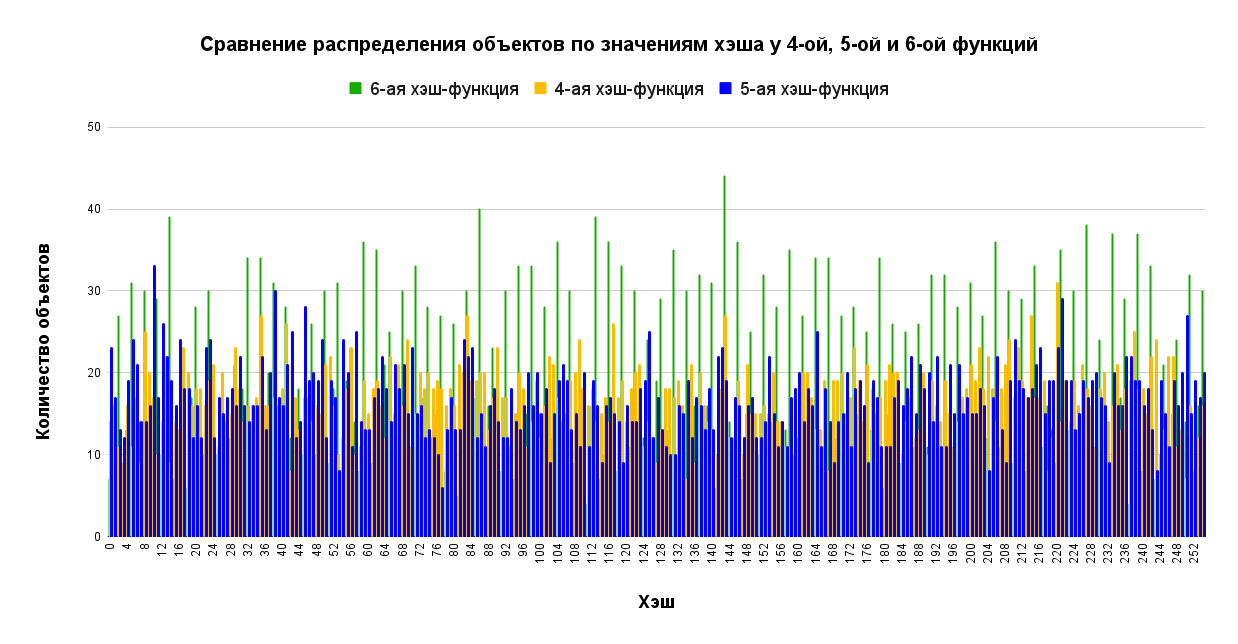 Сравнение распределения объектов по значениям хэша у 4-ой, 5-ой и 6-ой функций
6-ая хэш-функция 4-ая хэш-функция 5-ая хэш-функция
Количество объектов
50
40
30
20
10
0
0 4 8 12 16 20 24 28 32 36 40 44 48 52 56 60 64 68 72 76 80 84 88 92 96 100 104 108 112 116 120 124 128 132 136 140 144 148 152 156 160 164 168 172 176 180 184 188 192 196 200 204 208 212 216 220 224 228 232 236 240 244 248 252
Хэш